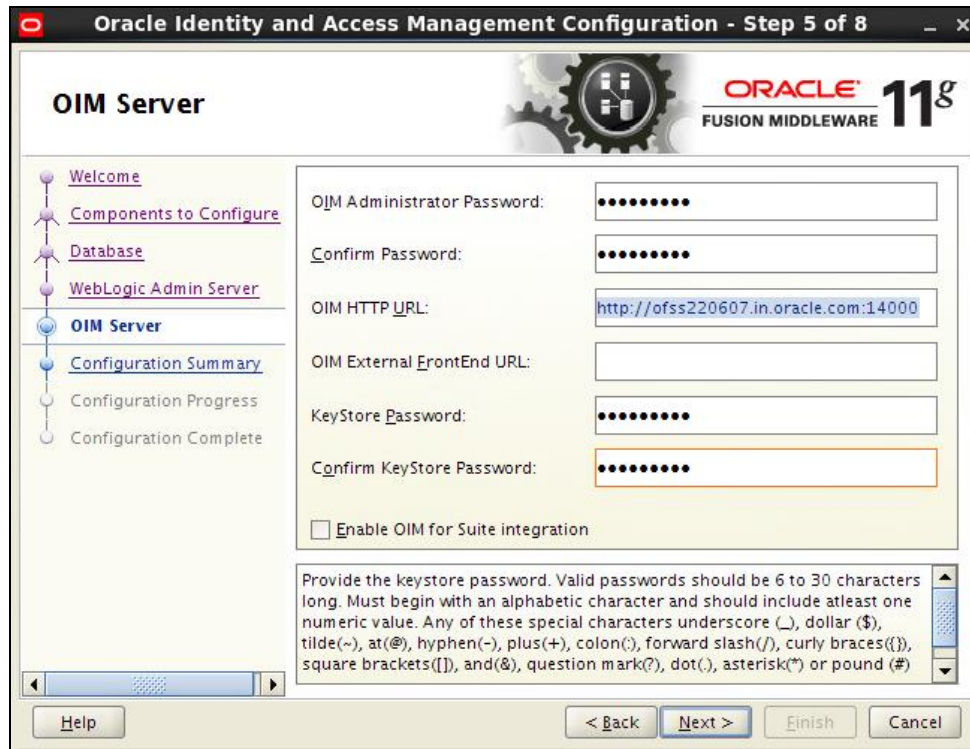 Oracle Identity and Access Management Configuration - Step 5 of 8
OIM Server
ORACLE
FUSION MIDDLEWARE 11g
Welcome
Components to Configure
Database
WebLogic Admin Server
OIM Server
Configuration Summary
Configuration Progress
Configuration Complete
OIM Administrator Password: •••••••••
Confirm Password: •••••••••
OIM HTTP URL: http://ofss220607.in.oracle.com:14000
OIM External FrontEnd URL:
KeyStore Password: •••••••••
Confirm KeyStore Password: •••••••••
Enable OIM for Suite integration
Provide the keystore password. Valid passwords should be 6 to 30 characters
long. Must begin with an alphabetic character and should include atleast one
numeric value. Any of these special characters underscore (_), dollar ($),
tilde(~), at(@), hyphen(-), plus(+), colon(:), forward slash(/), curly braces({}),
square brackets([]), and(&), question mark(?), dot(.), asterisk(*) or pound (#)
Help
< Back
Next >
Finish
Cancel